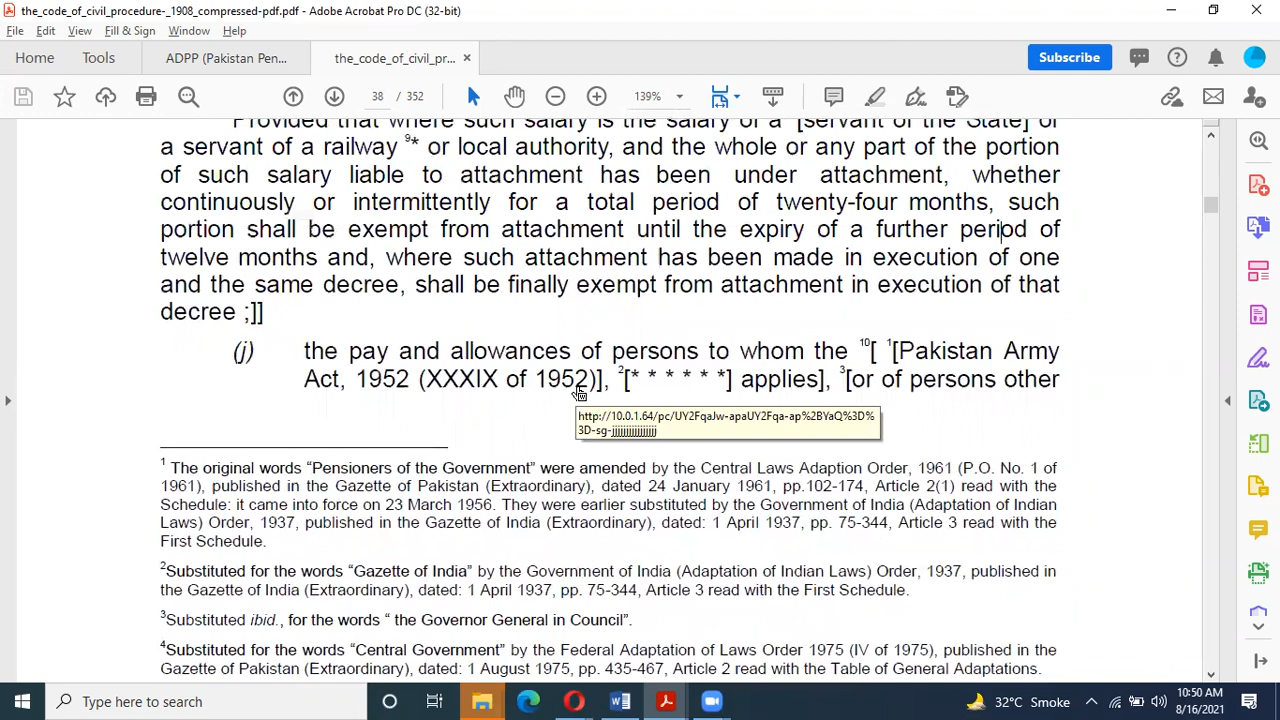 the_code_of_civil_procedure-_1908_compressed-pdf.pdf - Adobe Acrobat Pro DC (32-bit)
File Edit View Fill & Sign Window Help
Home Tools ADPP (Pakistan Pen... the_code_of_civil_pr... × Subscribe
38 / 352 139%
Provided that where such salary is the salary of a [servant of the State] or
a servant of a railway 9* or local authority, and the whole or any part of the portion
of such salary liable to attachment has been under attachment, whether
continuously or intermittently for a total period of twenty-four months, such
portion shall be exempt from attachment until the expiry of a further period of
twelve months and, where such attachment has been made in execution of one
and the same decree, shall be finally exempt from attachment in execution of that
decree ;]]
(j) the pay and allowances of persons to whom the 10[ 1[Pakistan Army
Act, 1952 (XXXIX of 1952)], 2[* * * * * *] applies], 3[or of persons other
http://10.0.1.64/pc/UY2FqaJw-apaUY2Fqa-ap%2BYaQ%3D%
3D-sg-jjjjjjjjjjjjjjjj
1 The original words “Pensioners of the Government” were amended by the Central Laws Adaption Order, 1961 (P.O. No. 1 of
1961), published in the Gazette of Pakistan (Extraordinary), dated 24 January 1961, pp.102-174, Article 2(1) read with the
Schedule: it came into force on 23 March 1956. They were earlier substituted by the Government of India (Adaptation of Indian
Laws) Order, 1937, published in the Gazette of India (Extraordinary), dated: 1 April 1937, pp. 75-344, Article 3 read with the
First Schedule.
2Substituted for the words “Gazette of India” by the Government of India (Adaptation of Indian Laws) Order, 1937, published in
the Gazette of India (Extraordinary), dated: 1 April 1937, pp. 75-344, Article 3 read with the First Schedule.
3Substituted ibid., for the words “ the Governor General in Council”.
4Substituted for the words “Central Government” by the Federal Adaptation of Laws Order 1975 (IV of 1975), published in the
Gazette of Pakistan (Extraordinary), dated: 1 August 1975, pp. 435-467, Article 2 read with the Table of General Adaptations.
Type here to search 32°C Smoke 10:50 AM
8/16/2021